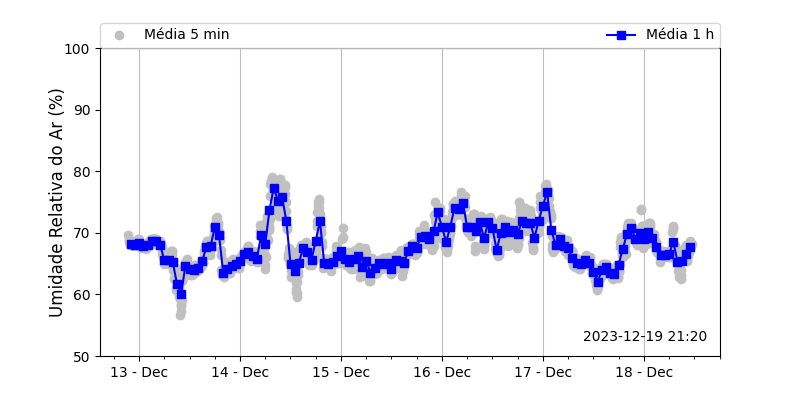 Média 5 min
Média 1 h
100
90
80
70
60
50
Umidade Relativa do Ar (%)
2023-12-19 21:20
13 - Dec
14 - Dec
15 - Dec
16 - Dec
17 - Dec
18 - Dec